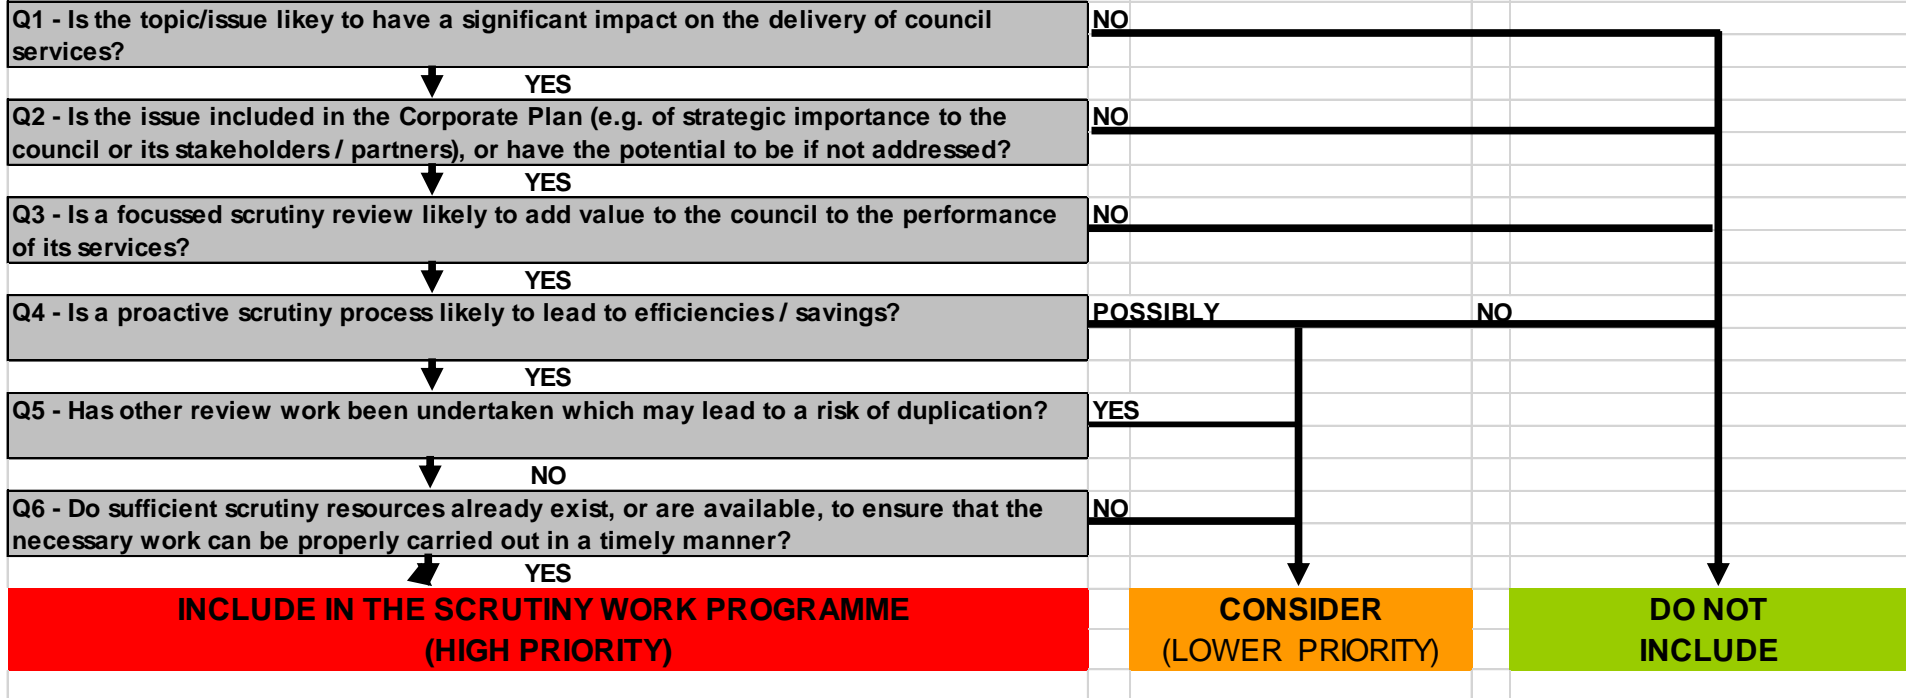 Q1 - Is the topic/issue likey to have a significant impact on the delivery of council
services?
NO
YES
Q2 - Is the issue included in the Corporate Plan (e.g. of strategic importance to the
council or its stakeholders / partners), or have the potential to be if not addressed?
NO
YES
Q3 - Is a focussed scrutiny review likely to add value to the council to the performance
of its services?
NO
YES
Q4 - Is a proactive scrutiny process likely to lead to efficiencies / savings?
POSSIBLY
NO
YES
Q5 - Has other review work been undertaken which may lead to a risk of duplication?
YES
NO
Q6 - Do sufficient scrutiny resources already exist, or are available, to ensure that the
necessary work can be properly carried out in a timely manner?
NO
YES
INCLUDE IN THE SCRUTINY WORK PROGRAMME
(HIGH PRIORITY)
CONSIDER
(LOWER PRIORITY)
DO NOT
INCLUDE